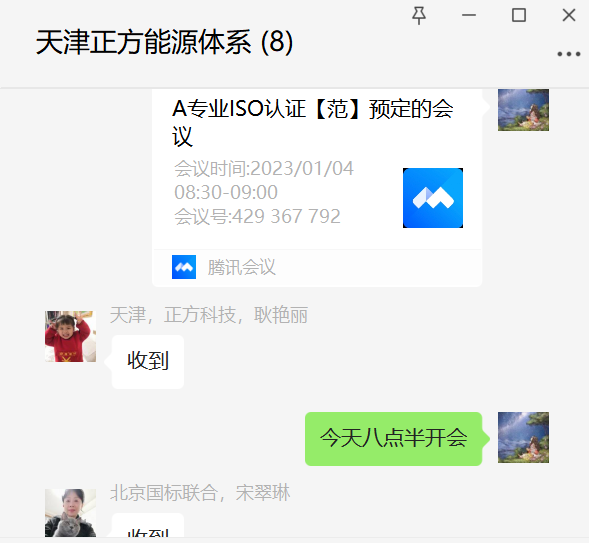 天津正方能源体系 (8)
A专业ISO认证【范】预定的会
议
会议时间:2023/01/04
08:30-09:00
会议号:429 367 792
腾讯会议
天津，正方科技，耿艳丽
收到
今天八点半开会
北京国标联合，宋翠琳
收到